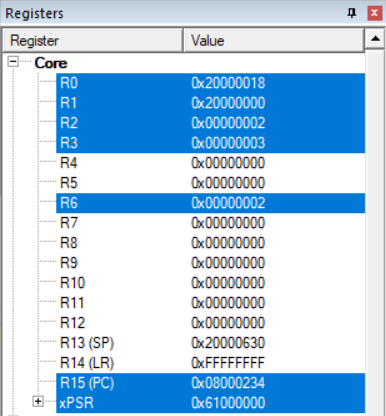 Registers
Register Value
Core
R0 0x20000018
R1 0x20000000
R2 0x00000002
R3 0x00000003
R4 0x00000000
R5 0x00000000
R6 0x00000002
R7 0x00000000
R8 0x00000000
R9 0x00000000
R10 0x00000000
R11 0x00000000
R12 0x00000000
R13 (SP) 0x20000630
R14 (LR) 0xFFFFFFFF
R15 (PC) 0x08000234
xPSR 0x61000000